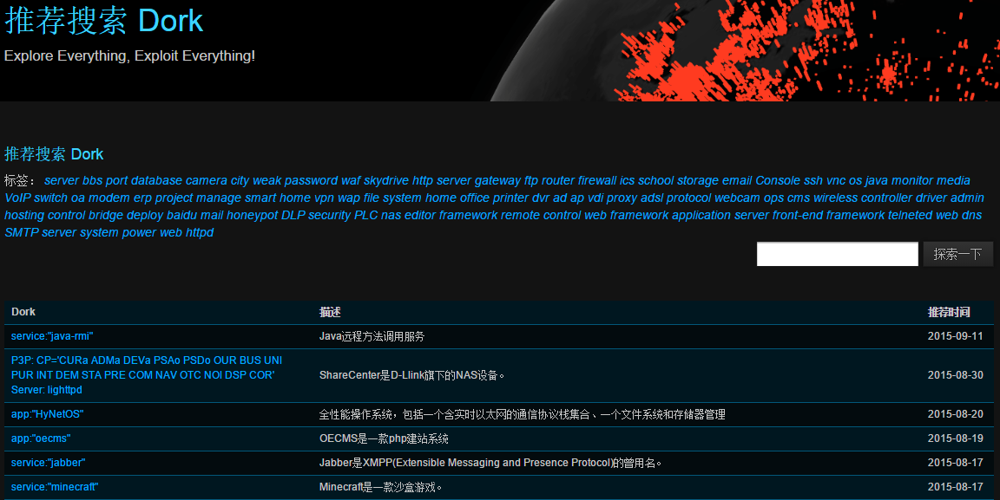 推荐搜索 Dork
Explore Everything, Exploit Everything!
推荐搜索 Dork
标签： server bbs port database camera city weak password waf skydrive http server gateway ftp router firewall ics school storage email Console ssh vnc os java monitor media
VoIP switch oa modem erp project manage smart home vpn wap file system home office printer dvr ad ap vdi proxy adsl protocol webcam ops cms wireless controller driver admin
hosting control bridge deploy baidu mail honeypot DLP security PLC nas editor framework remote control web framework application server front-end framework telneted web dns
SMTP server system power web httpd
探索一下
Dork 描述 推荐时间
service:"java-rmi" Java远程方法调用服务 2015-09-11
P3P: CP='CURa ADMa DEVa PSAo PSDo OUR BUS UNI
PUR INT DEM STA PRE COM NAV OTC NOI DSP COR'
Server: lighttpd
ShareCenter是D-Llink旗下的NAS设备。 2015-08-30
app:"HyNetOS" 全性能操作系统，包括一个含实时以太网的通信协议栈集合、一个文件系统和存储器管理 2015-08-20
app:"oecms" OECMS是一款php建站系统 2015-08-19
service:"jabber" Jabber是XMPP(Extensible Messaging and Presence Protocol)的曾用名。 2015-08-17
service:"minecraft" Minecraft是一款沙盒游戏。 2015-08-17